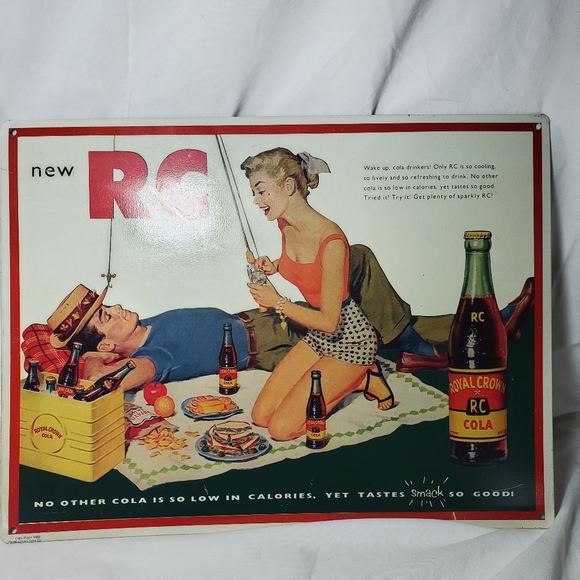 new RC
Wake up, cola drinkers! Only RC is so cooling,
so lively and so refreshing to drink. No other
cola is so low in calories, yet tastes so good.
Tried it? Try it! Get plenty of sparkly RC!
RC
ROYAL CROWN
RC
COLA
ROYAL CROWN
COLA
NO OTHER COLA IS SO LOW IN CALORIES, YET TASTES smack SO GOOD!